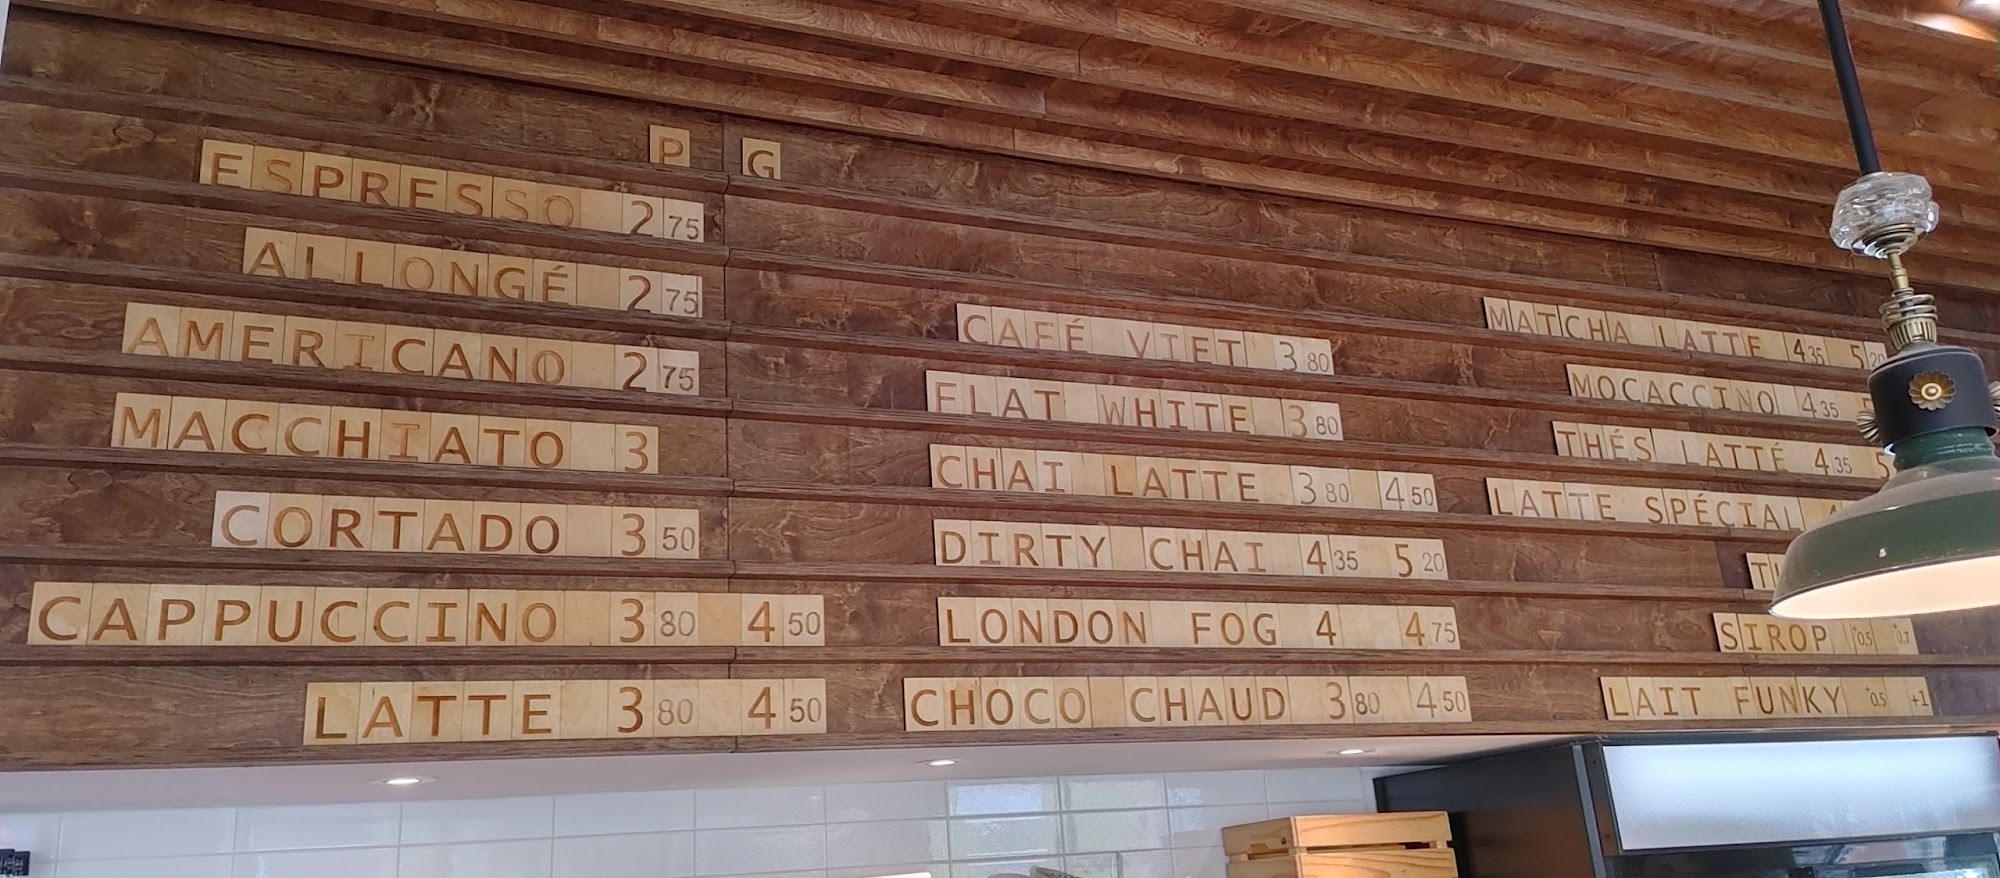 P G
ESPRESSO 2 75
ALLONGÉ 2 75
AMERICANO 2 75
MACCHIATO 3
CORTADO 3 50
CAPPUCCINO 3 80 4 50
LATTE 3 80 4 50
CAFÉ VIET 3 80
FLAT WHITE 3 80
CHAI LATTE 3 80 4 50
DIRTY CHAI 4 35 5 20
LONDON FOG 4 4 75
CHOCO CHAUD 3 80 4 50
MATCHA LATTE 4 35 5 20
MOCACCINO 4 35
THÉS LATTÉ 4 35 5
LATTE SPÉCIAL
SIROP +0.5 +0.7
LAIT FUNKY +0.5 +1